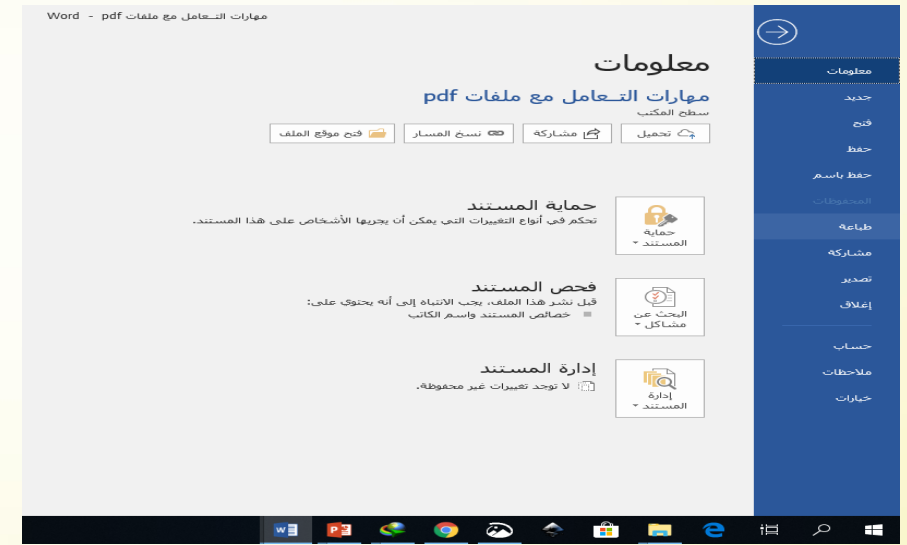 مهارات التـعامل مع ملفات pdf - Word
معلومات
جديد
فتح
حفظ
حفظ باسم
المحفوظات
طباعة
مشاركة
تصدير
إغلاق
حساب
ملاحظات
خيارات
معلومات
مهارات التـعامل مع ملفات pdf
سطح المكتب
تحميل
مشاركة
نسخ المسار
فتح موقع الملف
حماية المستند
حماية المستند
تحكم في أنواع التغييرات التي يمكن أن يجريها الأشخاص على هذا المستند.
البحث عن مشاكل
فحص المستند
قبل نشر هذا الملف، يجب الانتباه إلى أنه يحتوي على:
خصائص المستند واسم الكاتب
إدارة المستند
إدارة المستند
لا توجد تغييرات غير محفوظة.